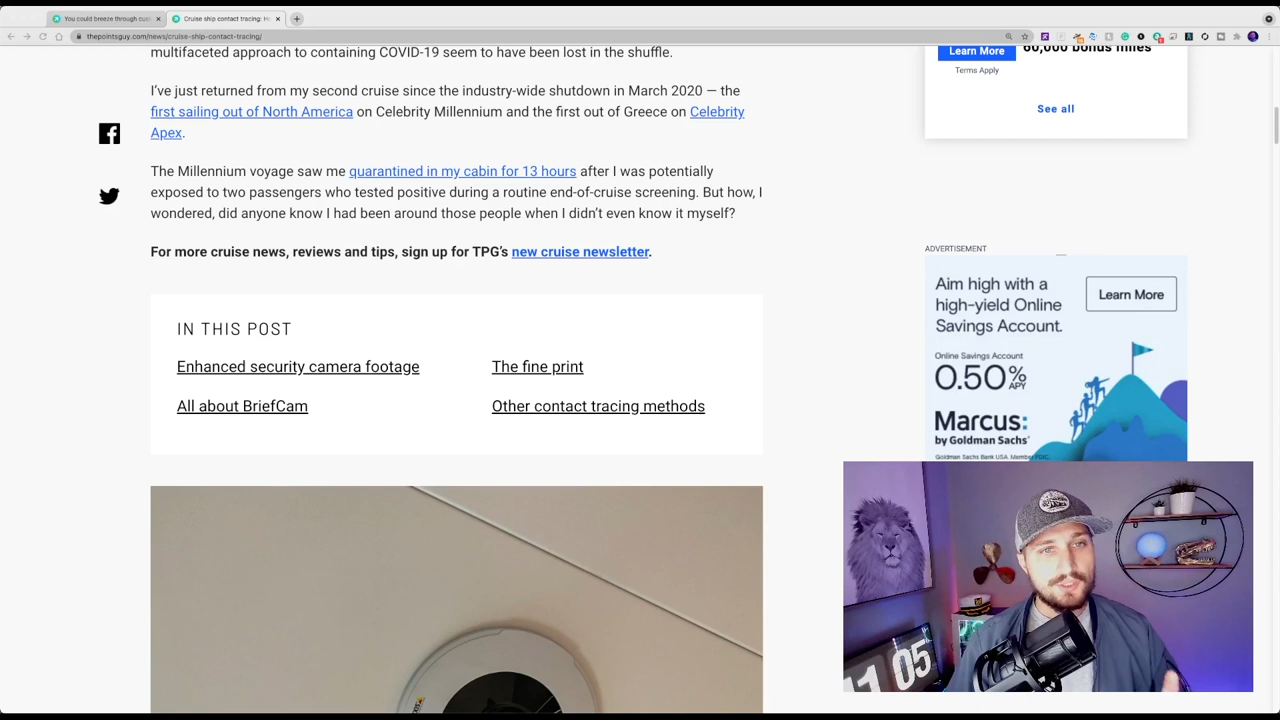 You could breeze through cust
Cruise ship contact tracing: H
thepointsguy.com/news/cruise-ship-contact-tracing/
multifaceted approach to containing COVID-19 seem to have been lost in the shuffle.
I've just returned from my second cruise since the industry-wide shutdown in March 2020 — the
first sailing out of North America on Celebrity Millennium and the first out of Greece on Celebrity
Apex.
The Millennium voyage saw me quarantined in my cabin for 13 hours after I was potentially
exposed to two passengers who tested positive during a routine end-of-cruise screening. But how, I
wondered, did anyone know I had been around those people when I didn't even know it myself?
For more cruise news, reviews and tips, sign up for TPG's new cruise newsletter.
IN THIS POST
Enhanced security camera footage
The fine print
All about BriefCam
Other contact tracing methods
Learn More
60,000 bonus miles
Terms Apply
See all
ADVERTISEMENT
Aim high with a
high-yield Online
Savings Account.
Learn More
Online Savings Account
0.50% APY
Marcus:
by Goldman Sachs
Goldman Sachs Bank USA. Member FDIC.
11 05